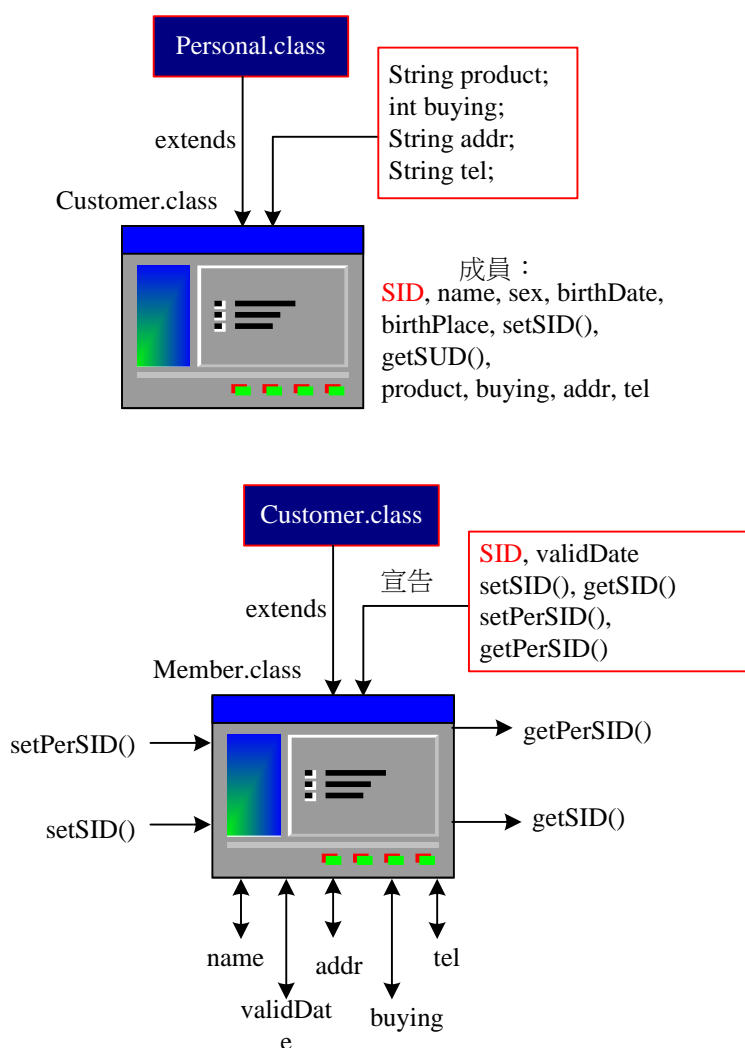 Personal.class
String product;
int buying;
String addr;
String tel;
extends
Customer.class
成員：
SID, name, sex, birthDate,
birthPlace, setSID(),
getSUD(),
product, buying, addr, tel
Customer.class
SID, validDate
setSID(), getSID()
setPerSID(),
getPerSID()
宣告
extends
Member.class
setPerSID()
getPerSID()
setSID()
getSID()
name
addr
tel
validDat
e
buying